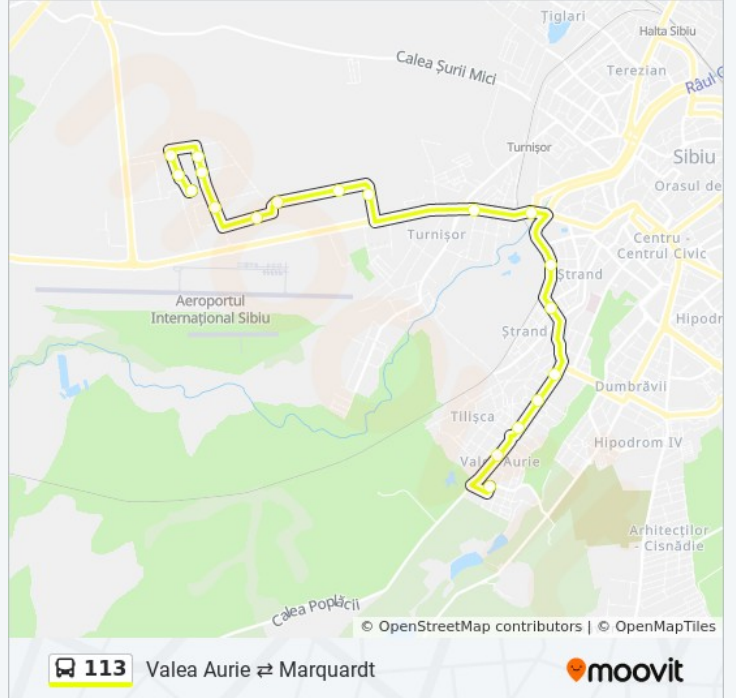 Țiglari
Halta Sibiu
Calea Șurii Mici
Terezian
Râul
Turnișor
Sibiu
Orasul de
Turnișor
Centru -
Centrul Civic
Ștrand
Aeroportul
Internațional Sibiu
Hipodr
Ștrand
Dumbrăvii
Tilișca
Hipodrom IV
Valea Aurie
Arhitecților
- Cisnădie
Calea Poplăcii
© OpenStreetMap contributors | © OpenMapTiles
113 Valea Aurie ⇄ Marquardt
moovit